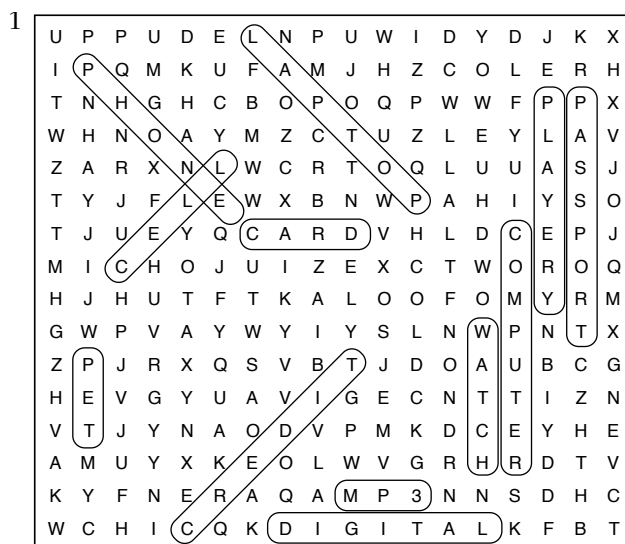 1
U P P U D E L N P U W I D Y D J K X
I P Q M K U F A M J H Z C O L E R H
T N H G H C B O P O Q P W W F P P X
W H N O A Y M Z C T U Z L E Y L A V
Z A R X N L W C R T O Q L U U A S J
T Y J F L E W X B N W P A H I Y S O
T J U E Y Q C A R D V H L D C E P J
M I C H O J U I Z E X C T W O R O Q
H J H U T F T K A L O O F O M Y R M
G W P V A Y W Y I Y S L N W P N T X
Z P J R X Q S V B T J D O A U B C G
H E V G Y U A V I G E C N T T I Z N
V T J Y N A O D V P M K D C E Y H E
A M U Y X K E O L W V G R H R D T V
K Y F N E R A Q A M P 3 N N S D H C
W C H I C Q K D I G I T A L K F B T